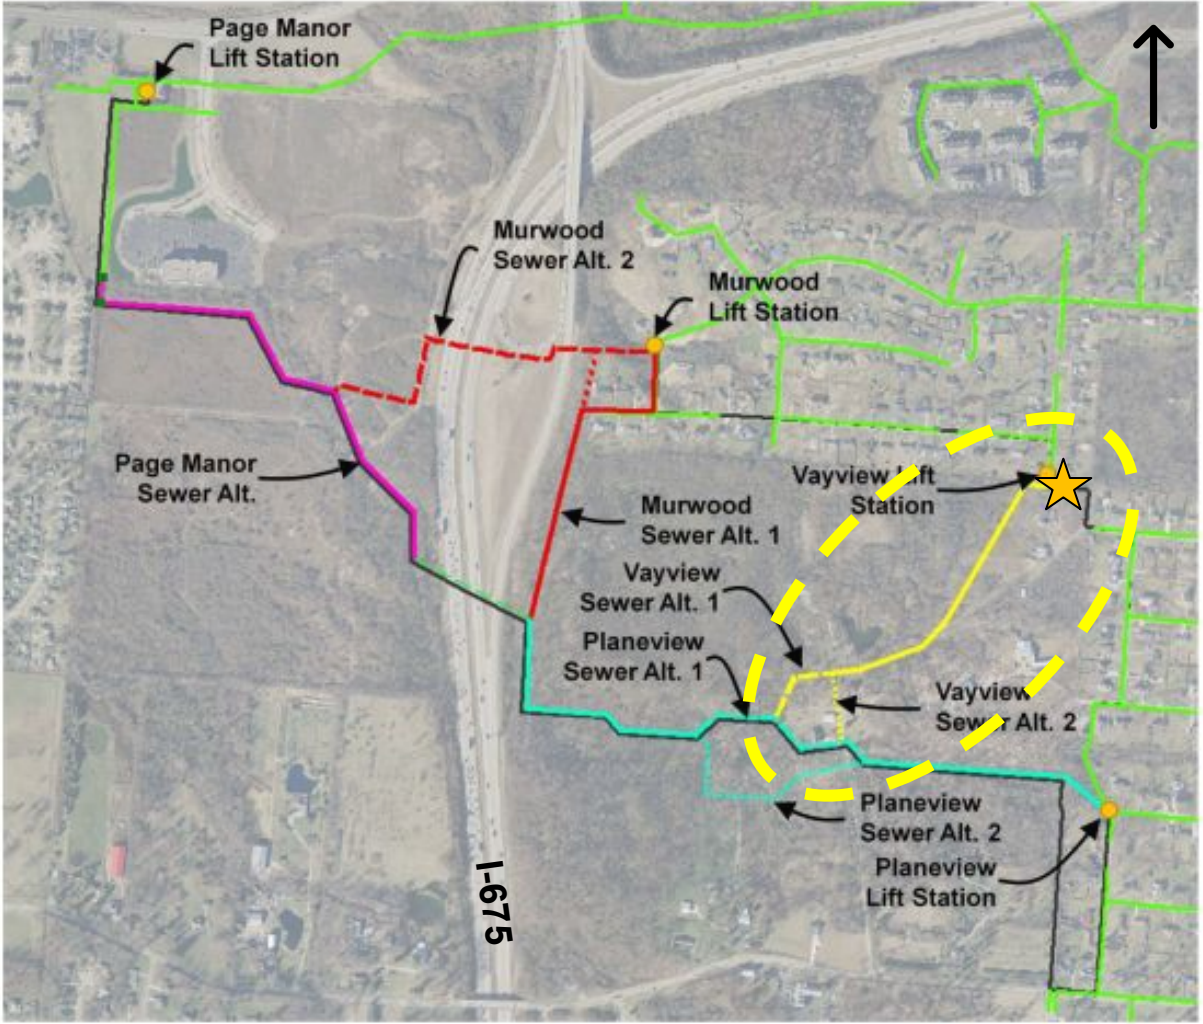 Page Manor
Lift Station
Murwood
Sewer Alt. 2
Murwood
Lift Station
Page Manor
Sewer Alt.
Vayview Lift
Station
Murwood
Sewer Alt. 1
Vayview
Sewer Alt. 1
Planeview
Sewer Alt. 1
Vayview
Sewer Alt. 2
Planeview
Sewer Alt. 2
Planeview
Lift Station
I-675